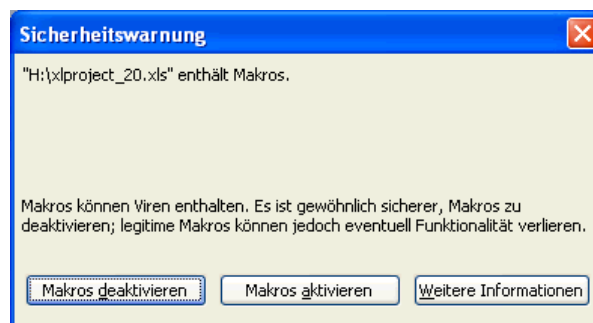 Sicherheitswarnung
"H:\xlproject_20.xls" enthält Makros.
Makros können Viren enthalten. Es ist gewöhnlich sicherer, Makros zu
deaktivieren; legitime Makros können jedoch eventuell Funktionalität verlieren.
Makros deaktivieren Makros aktivieren Weitere Informationen